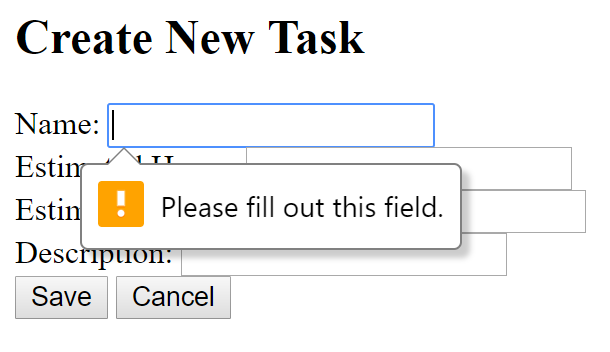 Create New Task
Name:
Please fill out this field.
Description:
Save Cancel